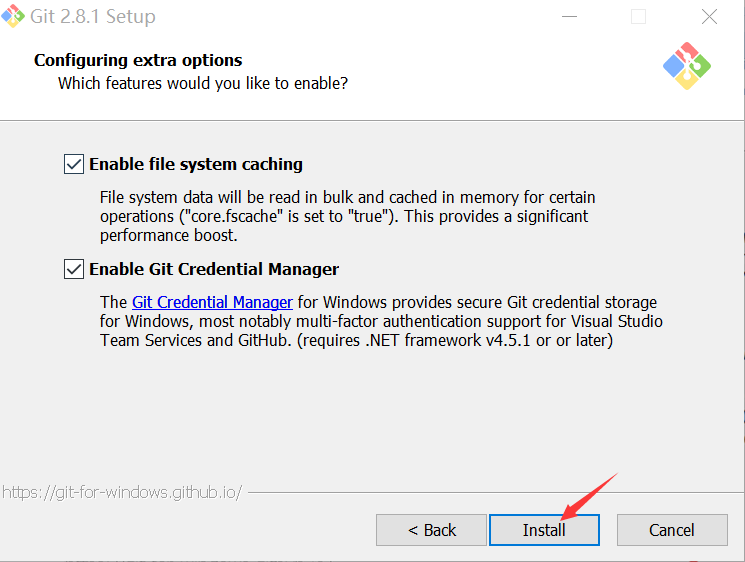 Git 2.8.1 Setup
Configuring extra options
Which features would you like to enable?
Enable file system caching
File system data will be read in bulk and cached in memory for certain
operations ("core.fscache" is set to "true"). This provides a significant
performance boost.
Enable Git Credential Manager
The Git Credential Manager for Windows provides secure Git credential storage
for Windows, most notably multi-factor authentication support for Visual Studio
Team Services and GitHub. (requires .NET framework v4.5.1 or or later)
https://git-for-windows.github.io/
< Back Install Cancel